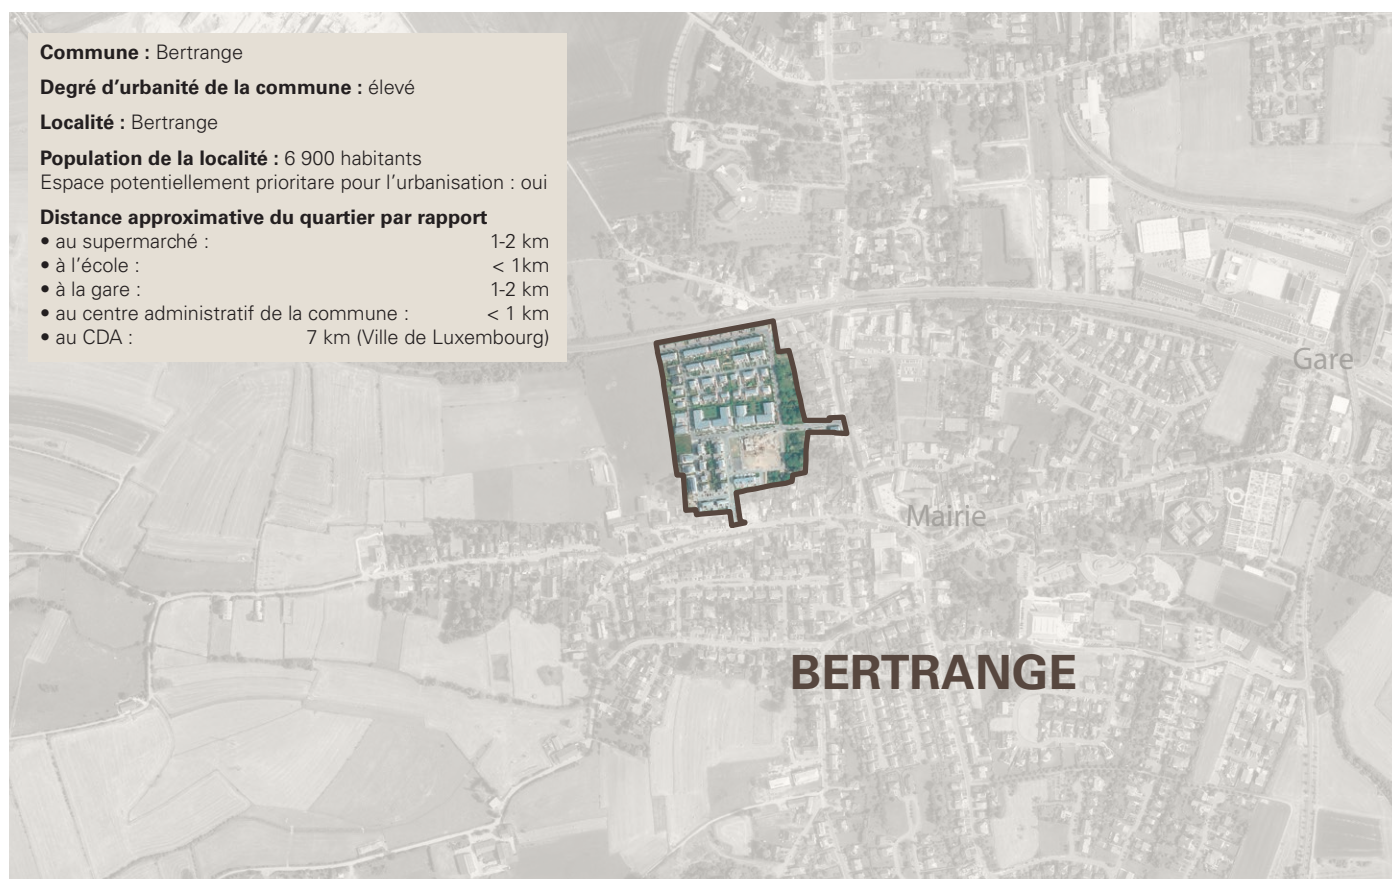 Commune : Bertrange
Degré d'urbanité de la commune : élevé
Localité : Bertrange
Population de la localité : 6 900 habitants
Espace potentiellement prioritare pour l'urbanisation : oui
Distance approximative du quartier par rapport
• au supermarché : 1-2 km
• à l'école : < 1km
• à la gare : 1-2 km
• au centre administratif de la commune : < 1 km
• au CDA : 7 km (Ville de Luxembourg)
Gare
Mairie
BERTRANGE